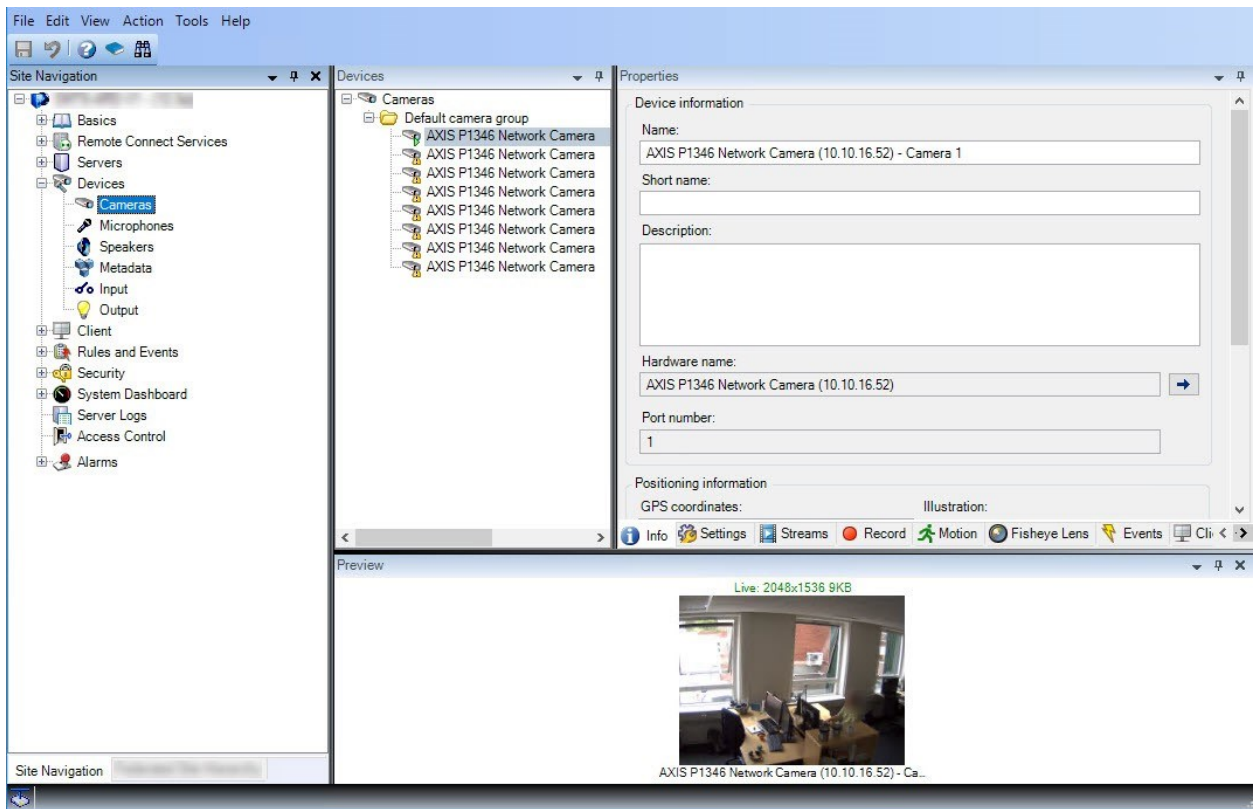 File Edit View Action Tools Help
Site Navigation
Basics
Remote Connect Services
Servers
Devices
Cameras
Microphones
Speakers
Metadata
Input
Output
Client
Rules and Events
Security
System Dashboard
Server Logs
Access Control
Alarms
Site Navigation
Devices
Cameras
Default camera group
AXIS P1346 Network Camera
AXIS P1346 Network Camera
AXIS P1346 Network Camera
AXIS P1346 Network Camera
AXIS P1346 Network Camera
AXIS P1346 Network Camera
AXIS P1346 Network Camera
AXIS P1346 Network Camera
Properties
Device information
Name:
AXIS P1346 Network Camera (10.10.16.52) - Camera 1
Short name:
Description:
Hardware name:
AXIS P1346 Network Camera (10.10.16.52)
Port number:
1
Positioning information
GPS coordinates: Illustration:
Info Settings Streams Record Motion Fisheye Lens Events Cli
Preview
Live: 2048x1536 9KB
AXIS P1346 Network Camera (10.10.16.52) - Ca...